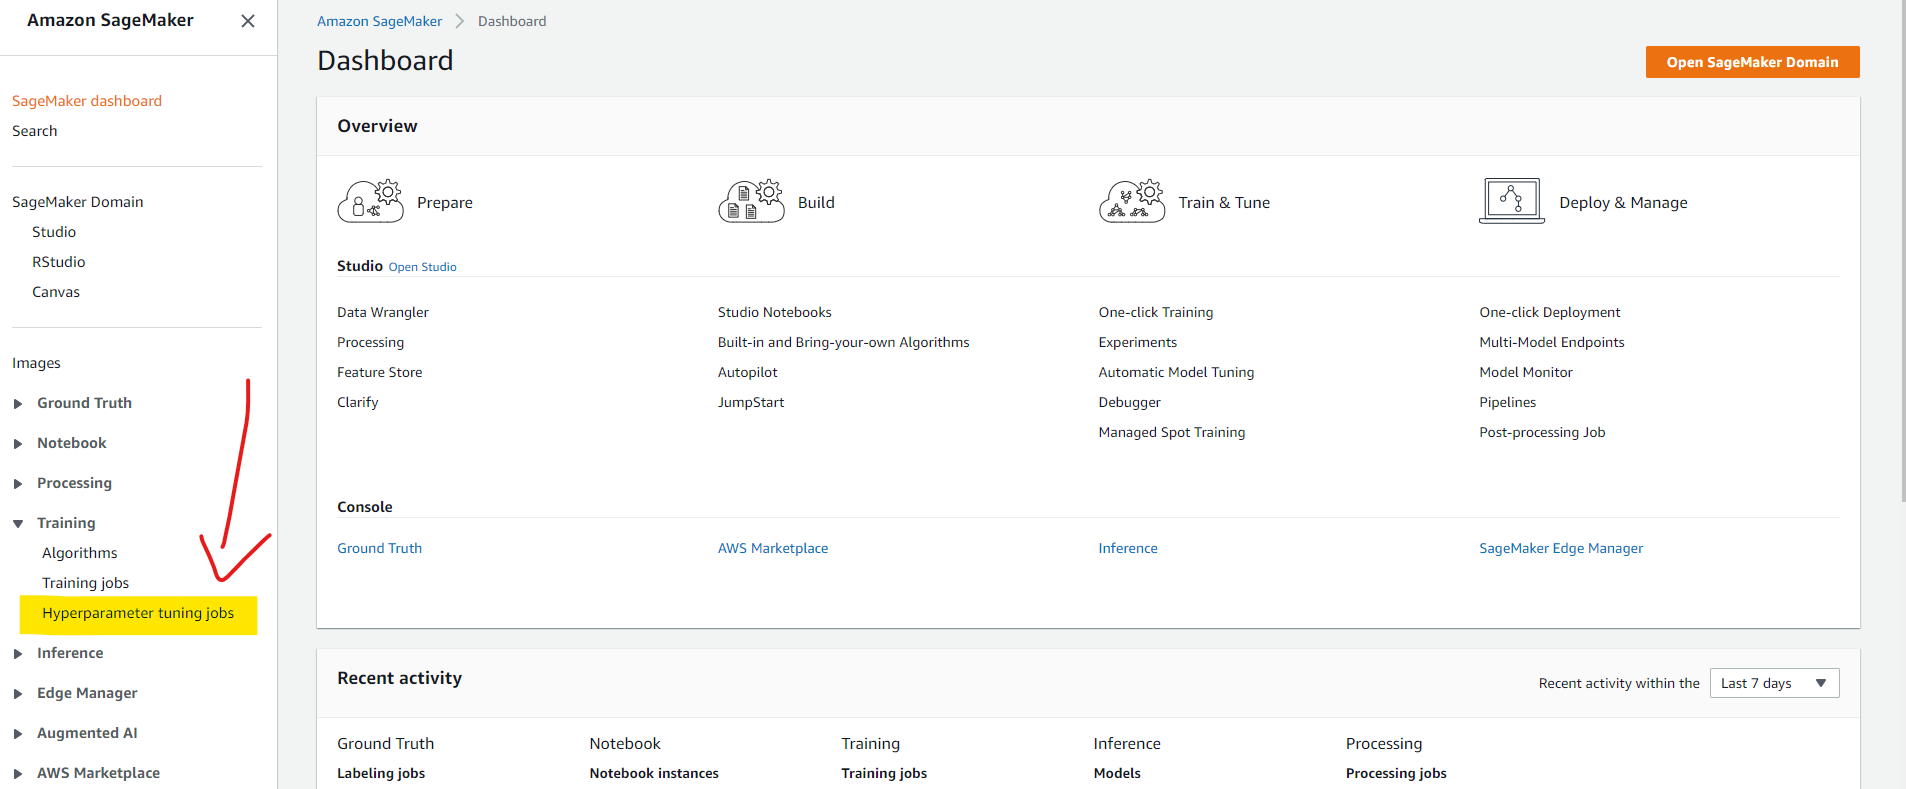 Amazon SageMaker
SageMaker dashboard
Search
SageMaker Domain
Studio
RStudio
Canvas
Images
Ground Truth
Notebook
Processing
Training
Algorithms
Training jobs
Hyperparameter tuning jobs
Inference
Edge Manager
Augmented AI
AWS Marketplace
Amazon SageMaker > Dashboard
Dashboard
Open SageMaker Domain
Overview
Prepare Build Train & Tune Deploy & Manage
Studio Open Studio
Data Wrangler Studio Notebooks One-click Training One-click Deployment
Processing Built-in and Bring-your-own Algorithms Experiments Multi-Model Endpoints
Feature Store Autopilot Automatic Model Tuning Model Monitor
Clarify JumpStart Debugger Pipelines
Managed Spot Training Post-processing Job
Console
Ground Truth AWS Marketplace Inference SageMaker Edge Manager
Recent activity
Recent activity within the Last 7 days
Ground Truth Notebook Training Inference Processing
Labeling jobs Notebook instances Training jobs Models Processing jobs